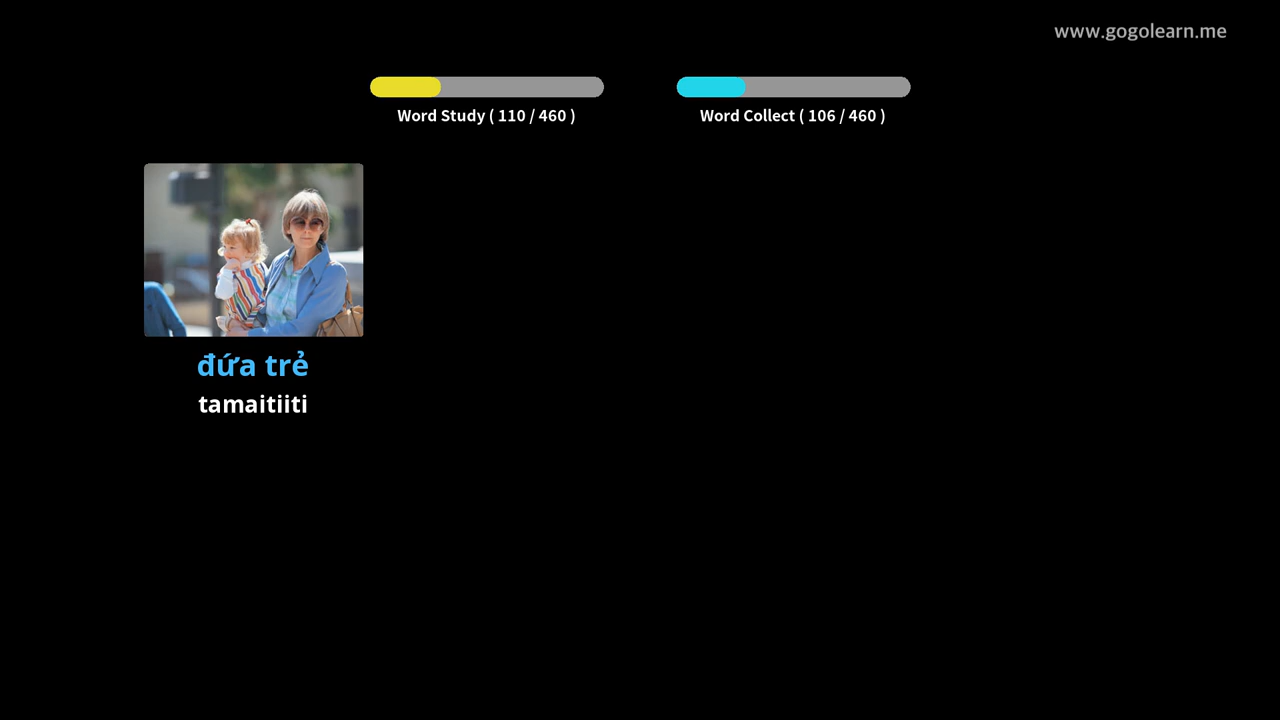 www.gogolearn.me
Word Study ( 110 / 460 )
Word Collect ( 106 / 460 )
đứa trẻ
tamaitiiti